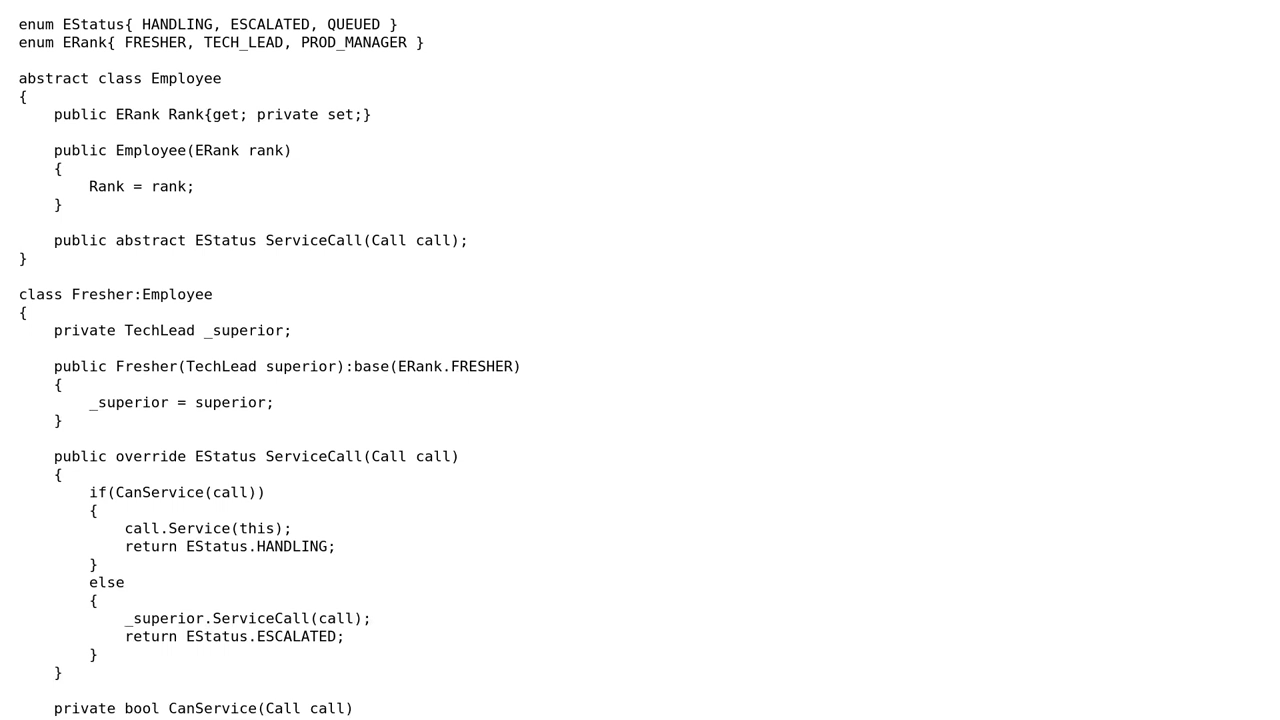 enum EStatus{ HANDLING, ESCALATED, QUEUED }
enum ERank{ FRESHER, TECH_LEAD, PROD_MANAGER }

abstract class Employee
{
    public ERank Rank{get; private set;}

    public Employee(ERank rank)
    {
        Rank = rank;
    }

    public abstract EStatus ServiceCall(Call call);
}

class Fresher:Employee
{
    private TechLead _superior;

    public Fresher(TechLead superior):base(ERank.FRESHER)
    {
        _superior = superior;
    }

    public override EStatus ServiceCall(Call call)
    {
        if(CanService(call))
        {
            call.Service(this);
            return EStatus.HANDLING;
        }
        else
        {
            _superior.ServiceCall(call);
            return EStatus.ESCALATED;
        }
    }

    private bool CanService(Call call)